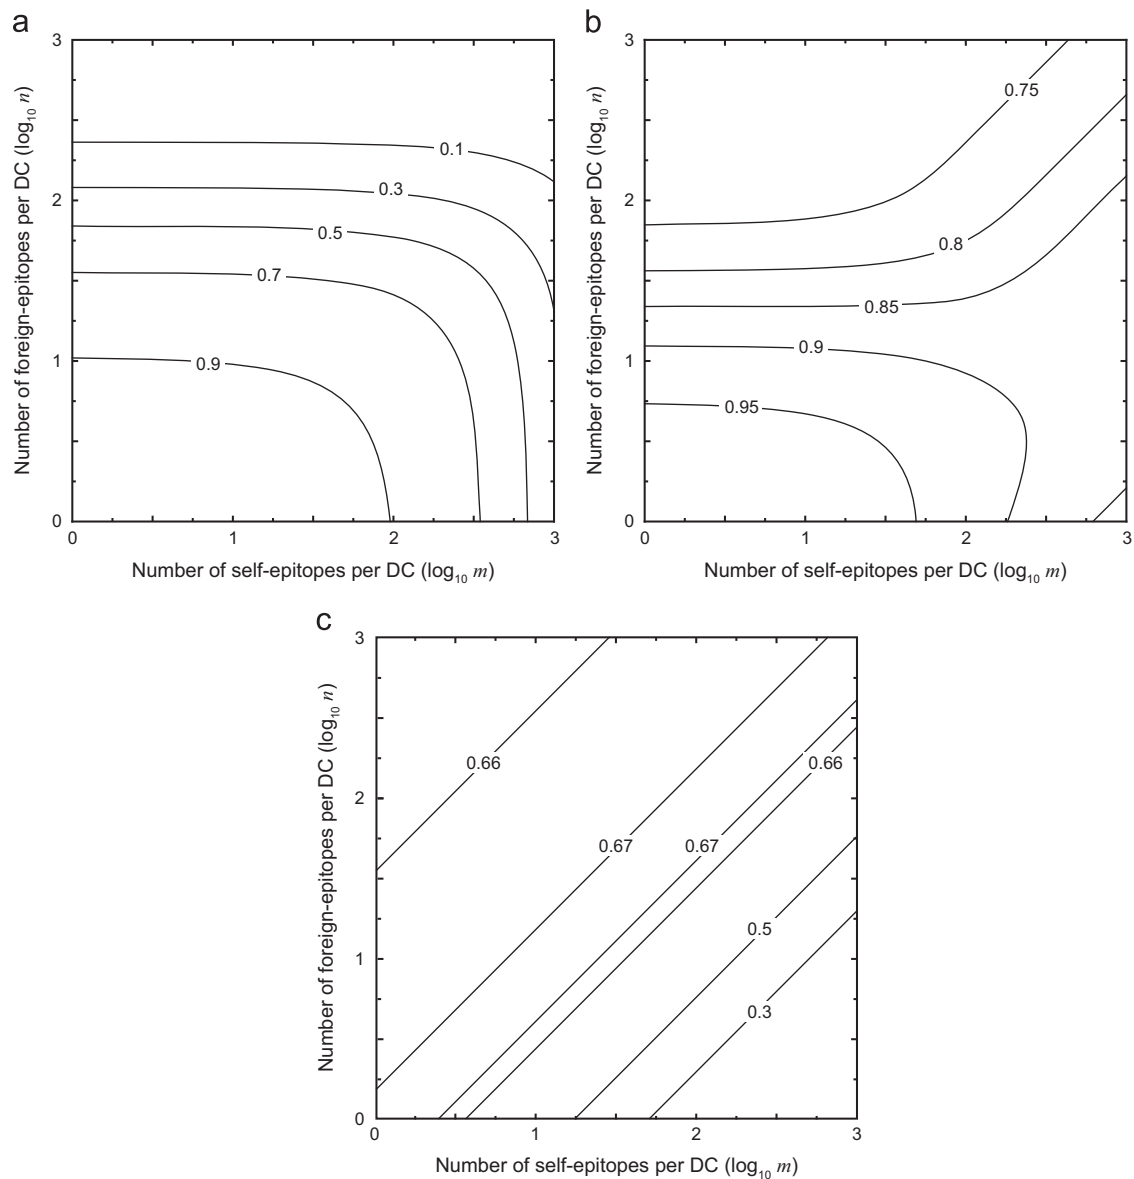 a
3
2
1
0
0.1
0.3
0.5
0.7
0.9
0 1 2 3
Number of foreign-epitopes per DC (log10 n)
Number of self-epitopes per DC (log10 m)
b
3
2
1
0
0.75
0.8
0.85
0.9
0.95
0 1 2 3
Number of foreign-epitopes per DC (log10 n)
Number of self-epitopes per DC (log10 m)
c
3
2
1
0
0.66
0.66
0.67
0.67
0.5
0.3
0 1 2 3
Number of foreign-epitopes per DC (log10 n)
Number of self-epitopes per DC (log10 m)